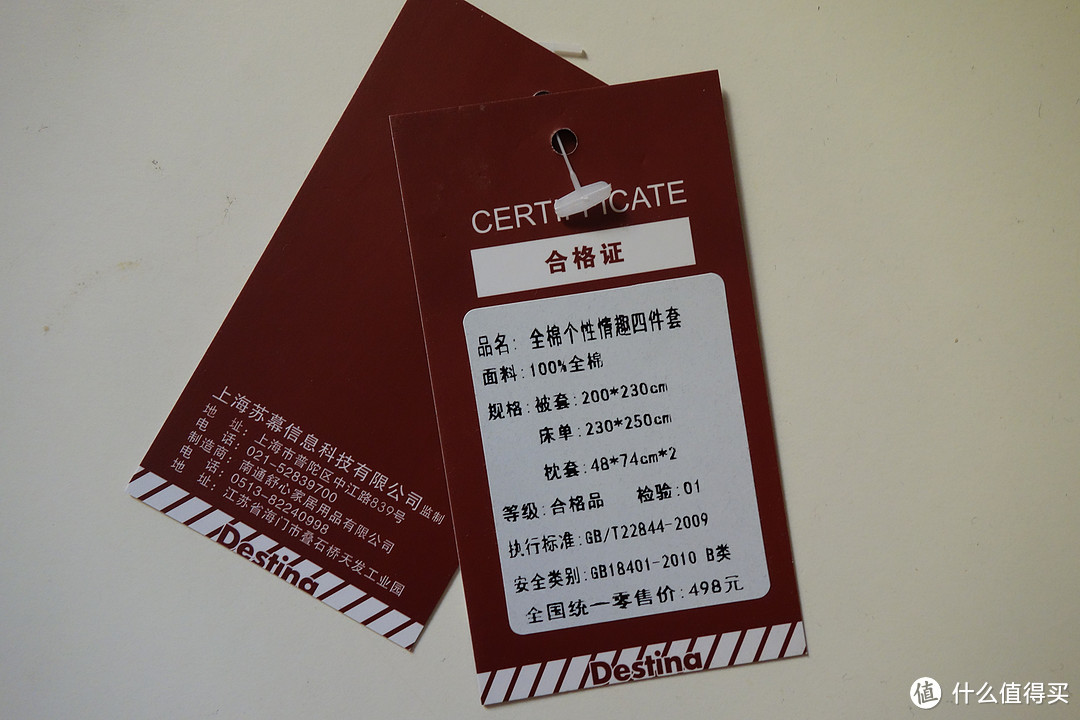 CERTIFICATE
合格证
品名: 全棉个性情趣四件套
面料:100%全棉
规格:被套:200*230cm
床单:230*250cm
枕套:48*74cm*2
等级:合格品 检验:01
执行标准:GB/T22844-2009
安全类别:GB18401-2010 B类
全国统一零售价:498元
Destina
上海苏幕信息科技有限公司监制
地 址:上海市普陀区中江路839号
电 话:021-52839700
制造商:南通舒心家居用品有限公司
电 话:0513-82240998
地 址:江苏省海门市叠石桥天发工业园
Destina
值 什么值得买